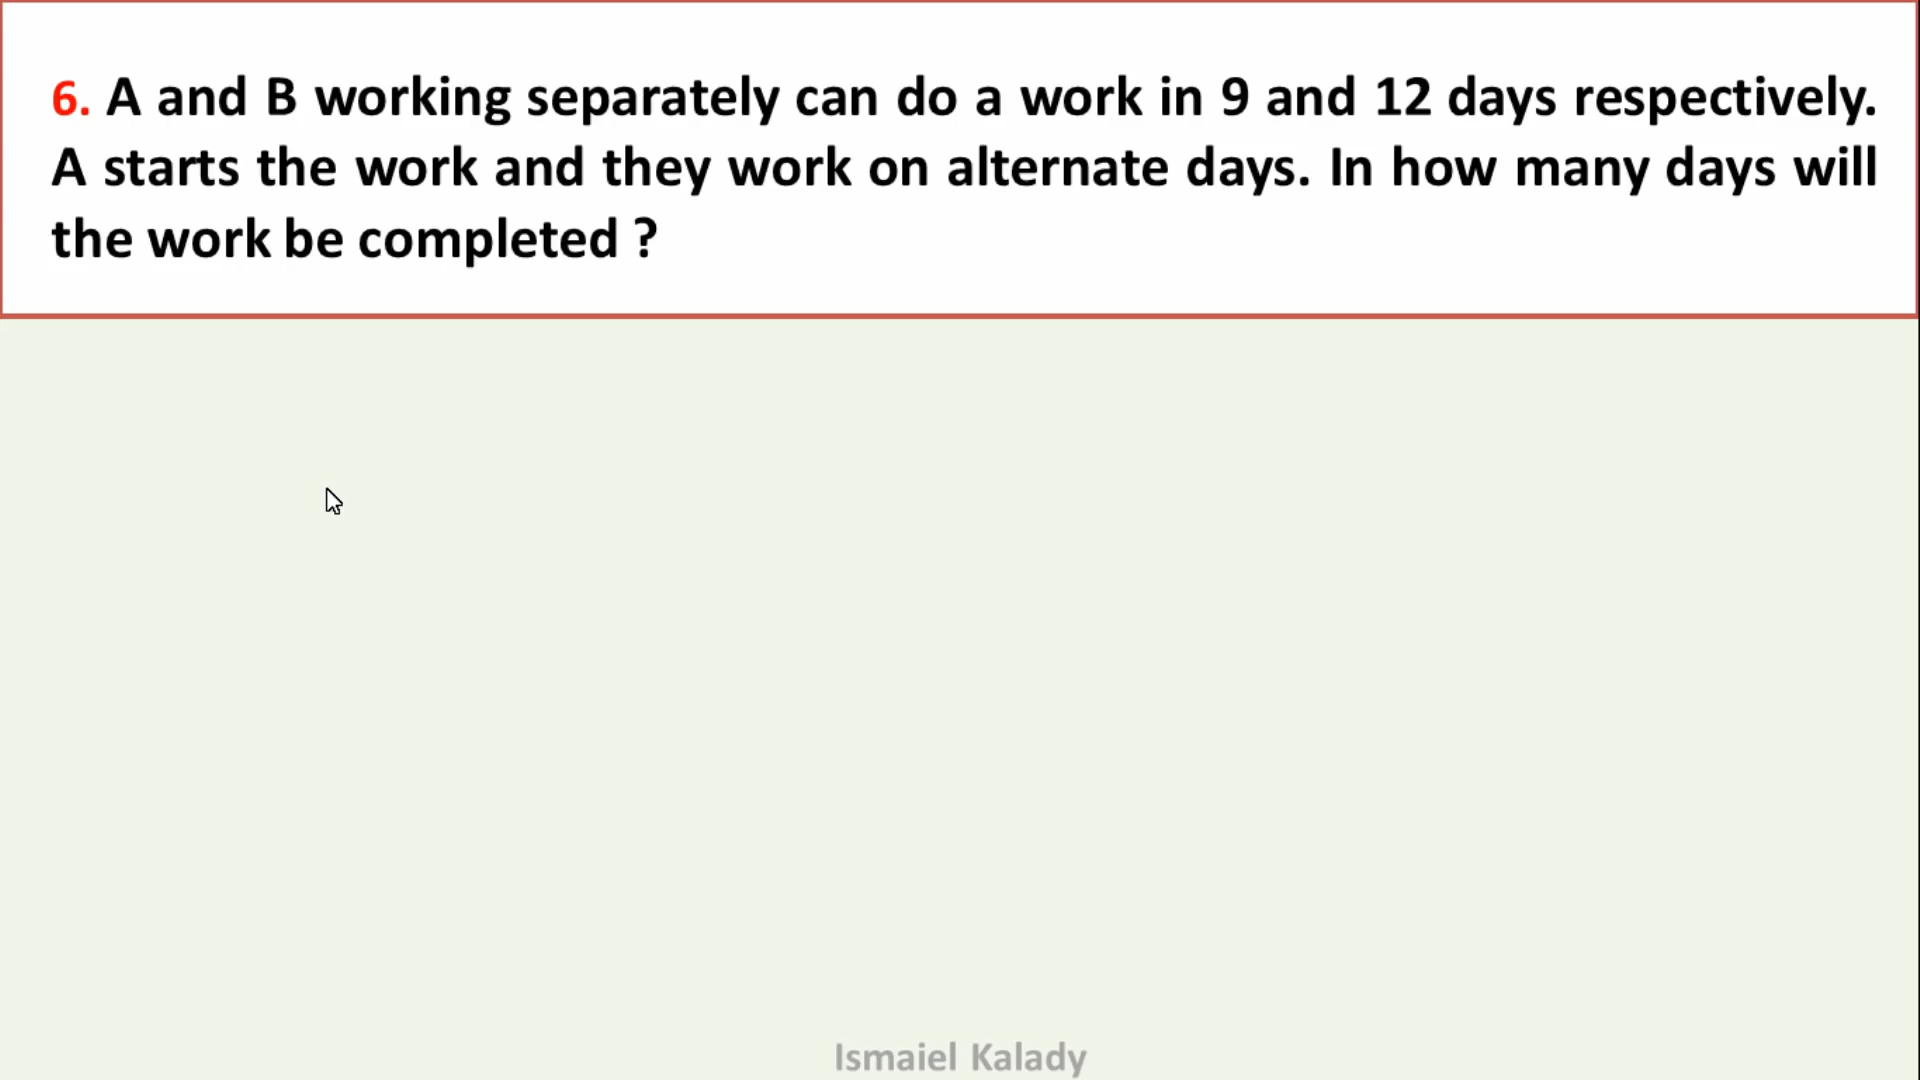 6. A and B working separately can do a work in 9 and 12 days respectively.
A starts the work and they work on alternate days. In how many days will
the work be completed ?
Ismaiel Kalady